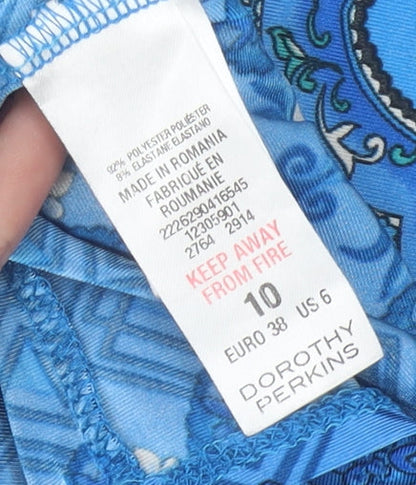 92% POLYESTER POLIÉSTER
8% ELASTANE ELASTANO
MADE IN ROMANIA
FABRIQUÉ EN
ROUMANIE
2226290416545
12305901
2764 2914
KEEP AWAY
FROM FIRE
10
EURO 38 US 6
DOROTHY
PERKINS